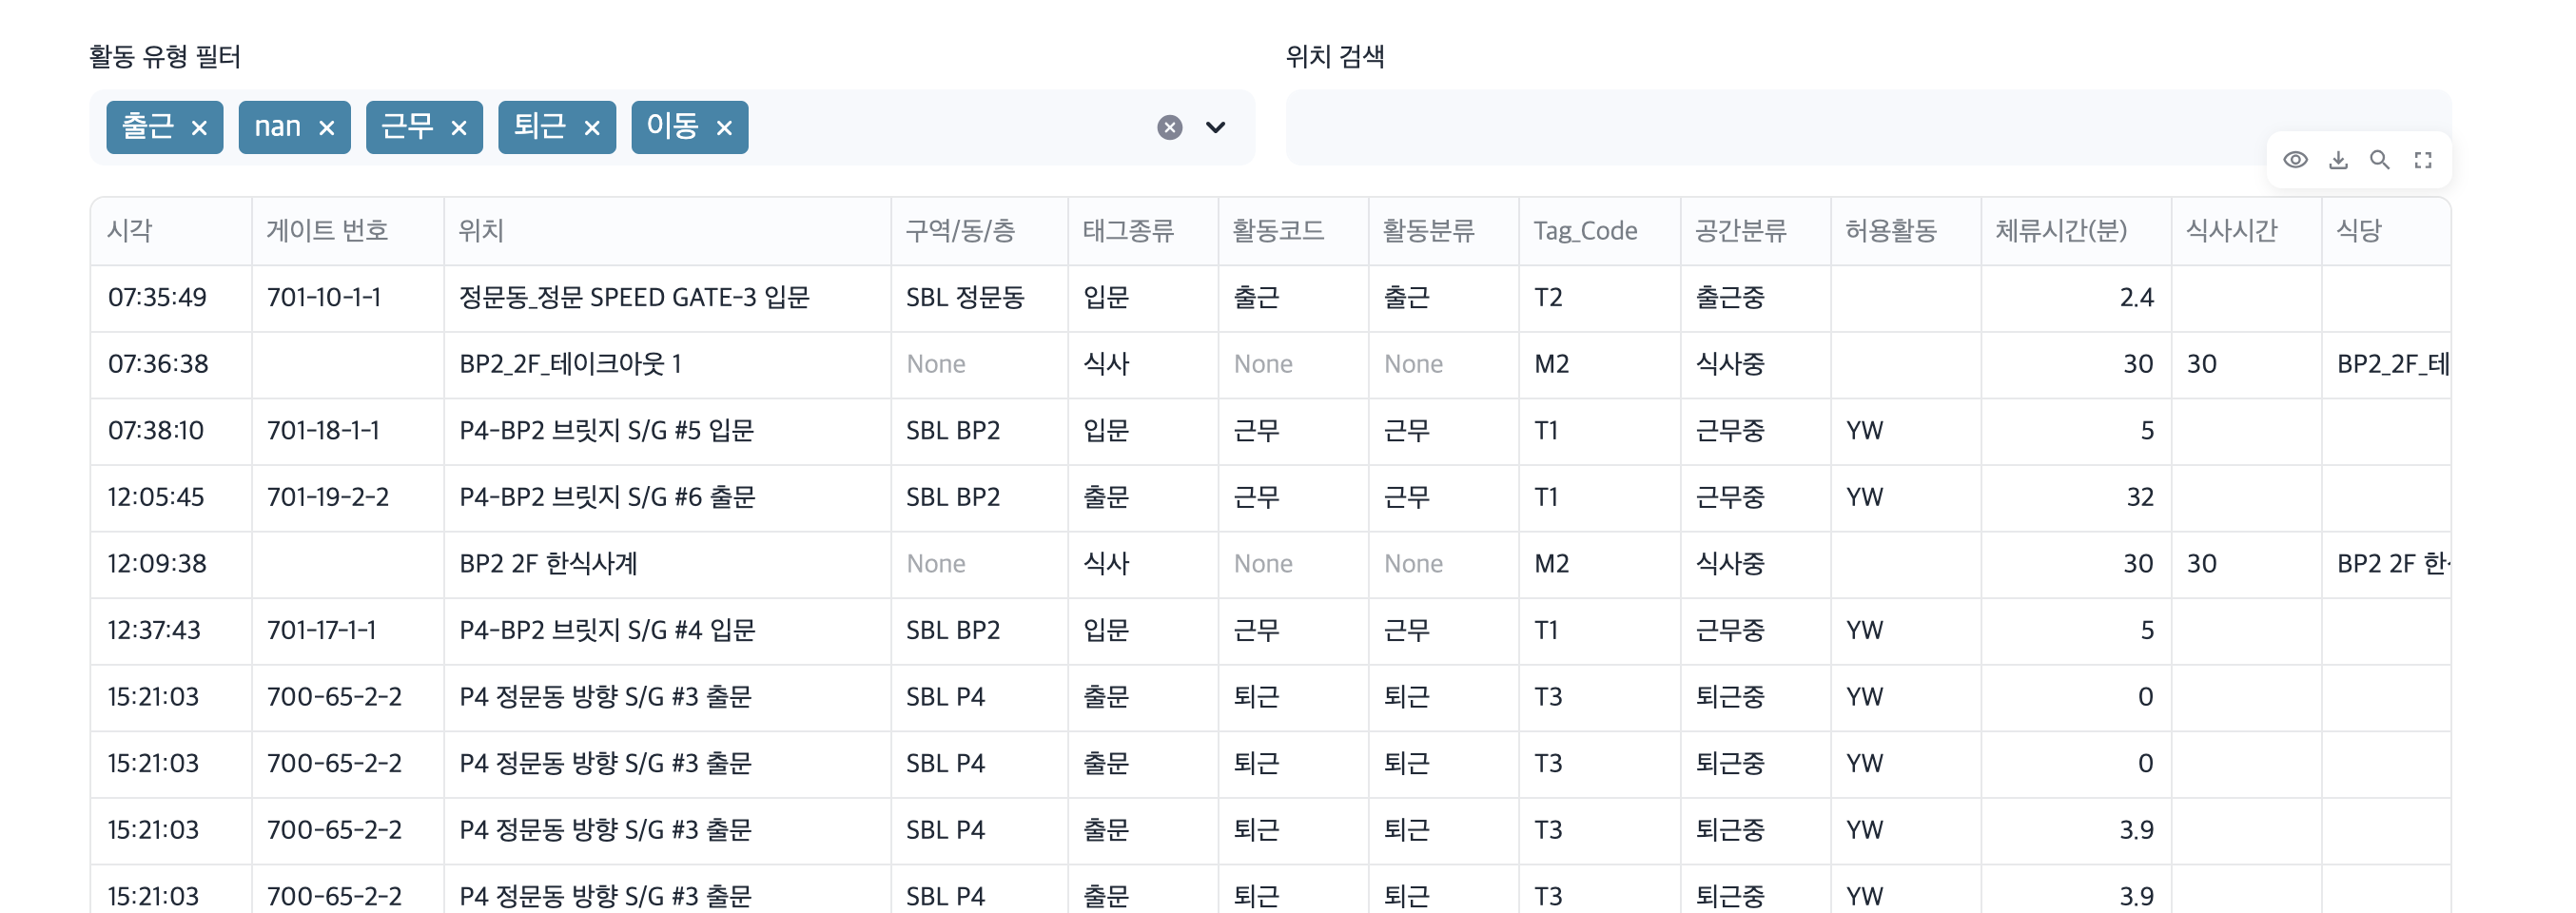 활동 유형 필터
위치 검색
출근 nan 근무 퇴근 이동
시각 게이트 번호 위치 구역/동/층 태그종류 활동코드 활동분류 Tag_Code 공간분류 허용활동 체류시간(분) 식사시간 식당
07:35:49 701-10-1-1 정문동_정문 SPEED GATE-3 입문 SBL 정문동 입문 출근 출근 T2 출근중 2.4
07:36:38 BP2_2F_테이크아웃 1 None 식사 None None M2 식사중 30 30 BP2_2F_테
07:38:10 701-18-1-1 P4-BP2 브릿지 S/G #5 입문 SBL BP2 입문 근무 근무 T1 근무중 YW 5
12:05:45 701-19-2-2 P4-BP2 브릿지 S/G #6 출문 SBL BP2 출문 근무 근무 T1 근무중 YW 32
12:09:38 BP2 2F 한식사계 None 식사 None None M2 식사중 30 30 BP2 2F 한
12:37:43 701-17-1-1 P4-BP2 브릿지 S/G #4 입문 SBL BP2 입문 근무 근무 T1 근무중 YW 5
15:21:03 700-65-2-2 P4 정문동 방향 S/G #3 출문 SBL P4 출문 퇴근 퇴근 T3 퇴근중 YW 0
15:21:03 700-65-2-2 P4 정문동 방향 S/G #3 출문 SBL P4 출문 퇴근 퇴근 T3 퇴근중 YW 0
15:21:03 700-65-2-2 P4 정문동 방향 S/G #3 출문 SBL P4 출문 퇴근 퇴근 T3 퇴근중 YW 3.9
15:21:03 700-65-2-2 P4 정문동 방향 S/G #3 출문 SBL P4 출문 퇴근 퇴근 T3 퇴근중 YW 3.9